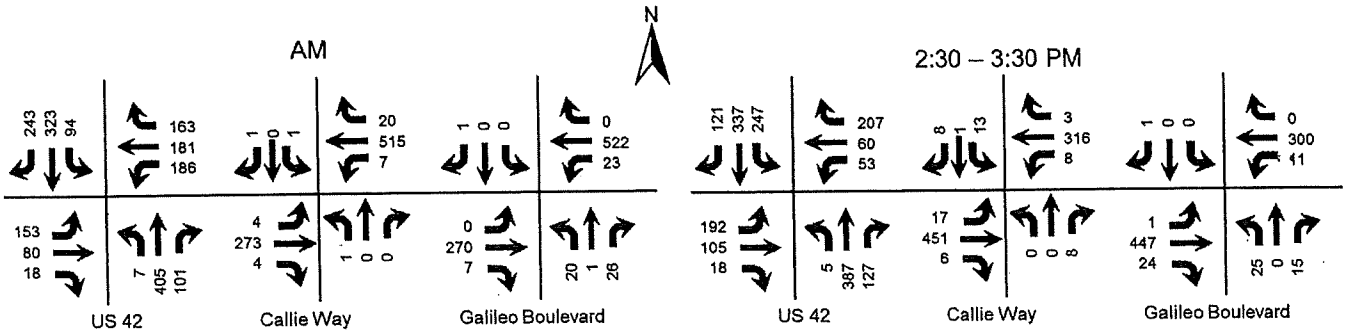 N
AM
2:30 – 3:30 PM
243 323 94
163
181
186
153
80
18
7 405 101
US 42
1 0 1
20
515
7
4
273
4
1 0 0
Callie Way
1 0 0
0
522
23
0
270
7
20 1 26
Galileo Boulevard
121 337 247
207
60
53
192
105
18
5 387 127
US 42
8 1 13
3
316
8
17
451
6
0 0 8
Callie Way
1 0 0
0
300
1
447
24
25 0 15
Galileo Boulevard